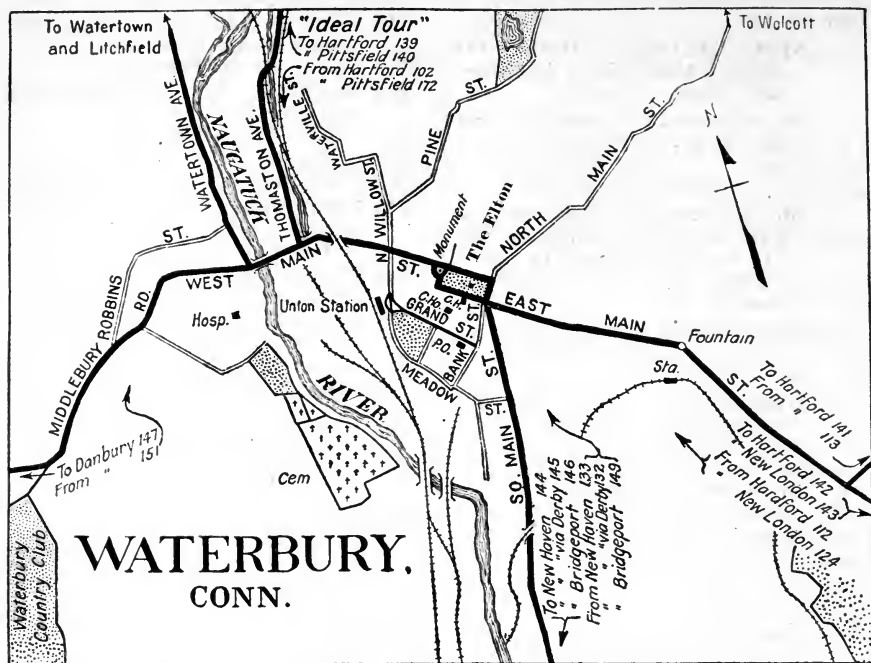 To Watertown
and Litchfield
"Ideal Tour"
To Hartford 139
" Pittsfield 140
From Hartford 102
" Pittsfield 172
To Wolcott
N
WATERTOWN AVE.
NAUGATUCK
RIVER
THOMASTON AVE.
WATERVILLE ST.
N. WILLOW ST.
PINE ST.
NORTH MAIN ST.
Monument
The Elton
ROBBINS ST.
MIDDLEBURY RD.
WEST MAIN ST.
EAST MAIN ST.
Hosp.
Union Station
C.Ho.
C.H.
GRAND ST.
P.O.
BANK ST.
MEADOW ST.
SO. MAIN ST.
Fountain
Sta.
To Hartford 141
From " 113
To Hartford 142
" New London 143
From Hardford 112
" New London 124
To Danbury 147
From " 151
Cem
To New Haven 144
" " " via Derby 145
" Bridgeport 146
From New Haven 133
" " " via Derby 132
" Bridgeport 149
Waterbury
Country Club
WATERBURY,
CONN.